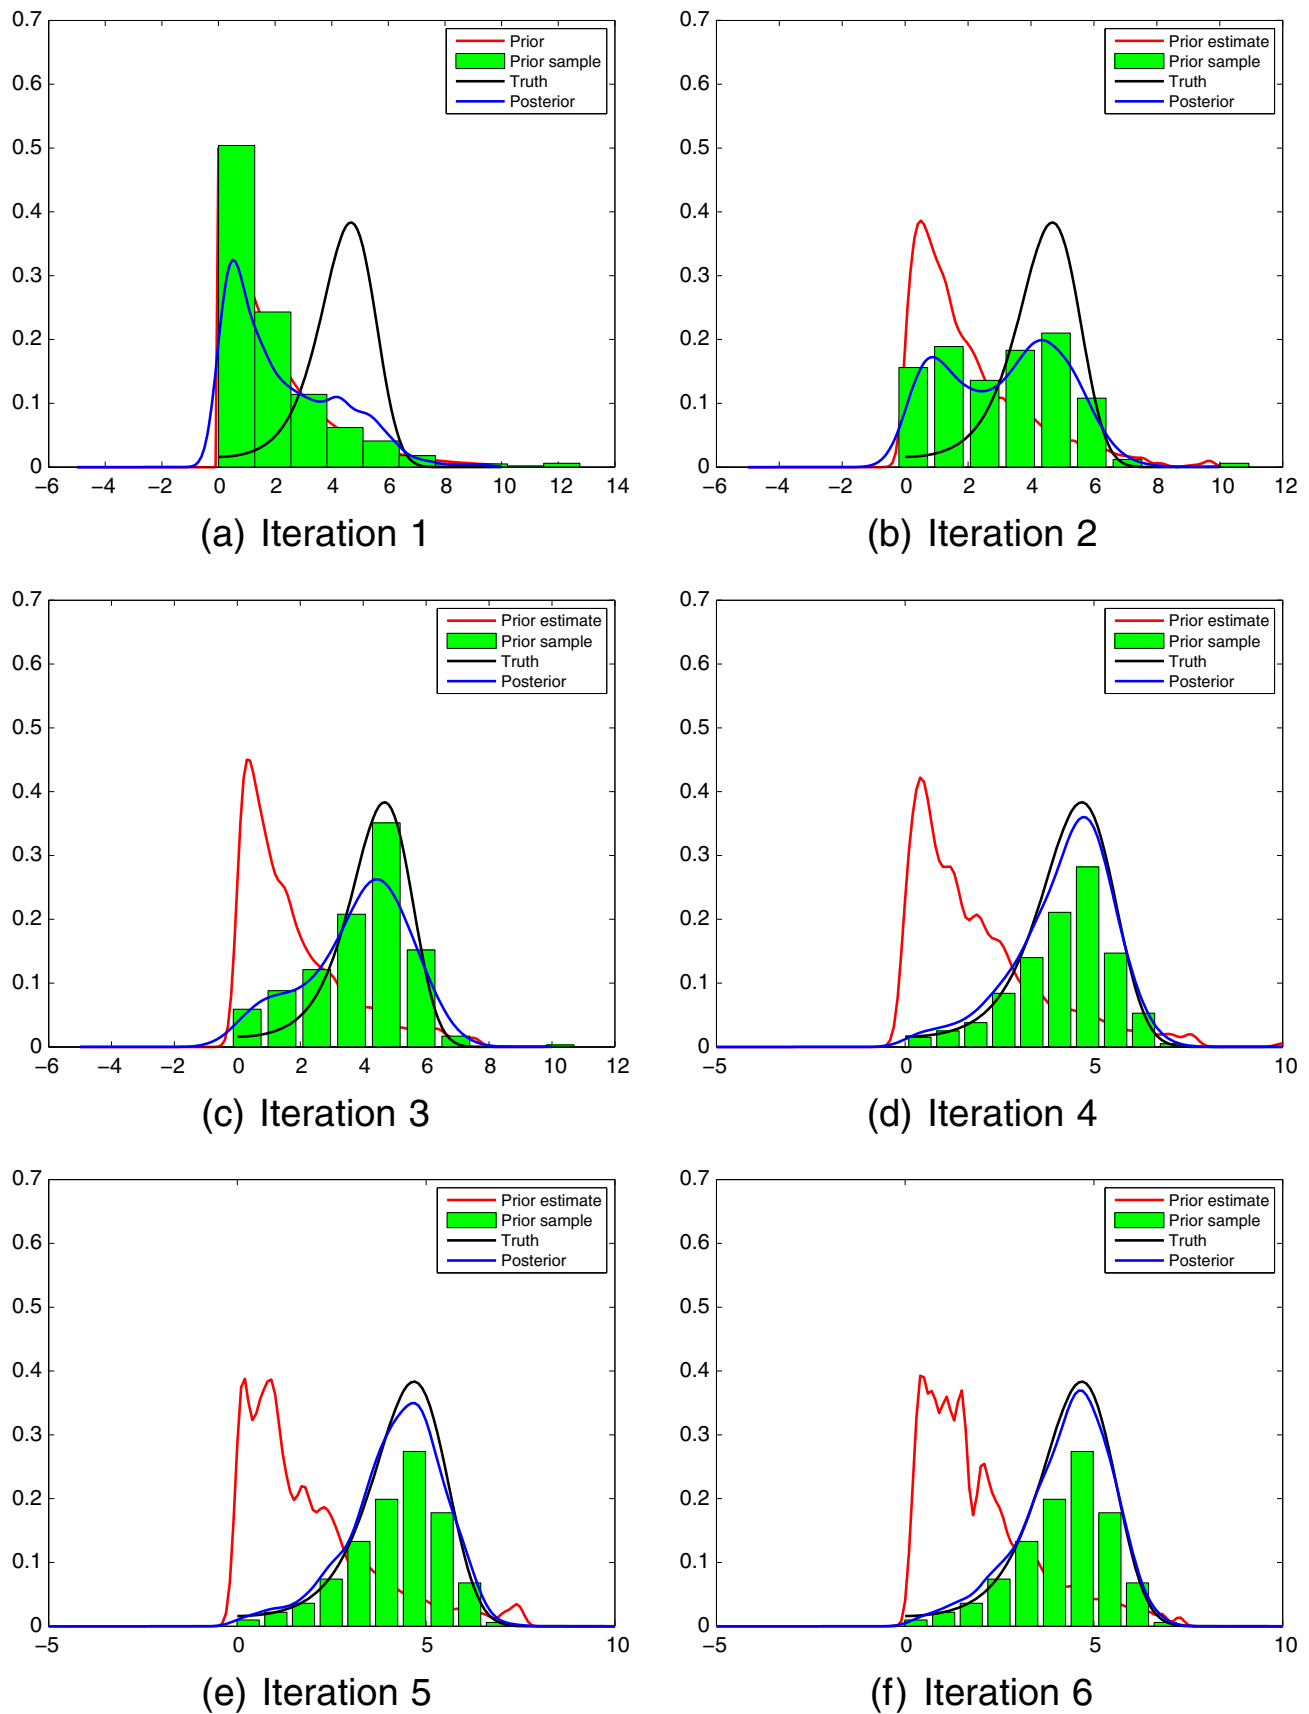 0.7
0.6
0.5
0.4
0.3
0.2
0.1
0
−6 −4 −2 0 2 4 6 8 10 12 14
Prior
Prior sample
Truth
Posterior
(a) Iteration 1
0.7
0.6
0.5
0.4
0.3
0.2
0.1
0
−6 −4 −2 0 2 4 6 8 10 12
Prior estimate
Prior sample
Truth
Posterior
(b) Iteration 2
0.7
0.6
0.5
0.4
0.3
0.2
0.1
0
−6 −4 −2 0 2 4 6 8 10 12
Prior estimate
Prior sample
Truth
Posterior
(c) Iteration 3
0.7
0.6
0.5
0.4
0.3
0.2
0.1
0
−5 0 5 10
Prior estimate
Prior sample
Truth
Posterior
(d) Iteration 4
0.7
0.6
0.5
0.4
0.3
0.2
0.1
0
−5 0 5 10
Prior estimate
Prior sample
Truth
Posterior
(e) Iteration 5
0.7
0.6
0.5
0.4
0.3
0.2
0.1
0
−5 0 5 10
Prior estimate
Prior sample
Truth
Posterior
(f) Iteration 6